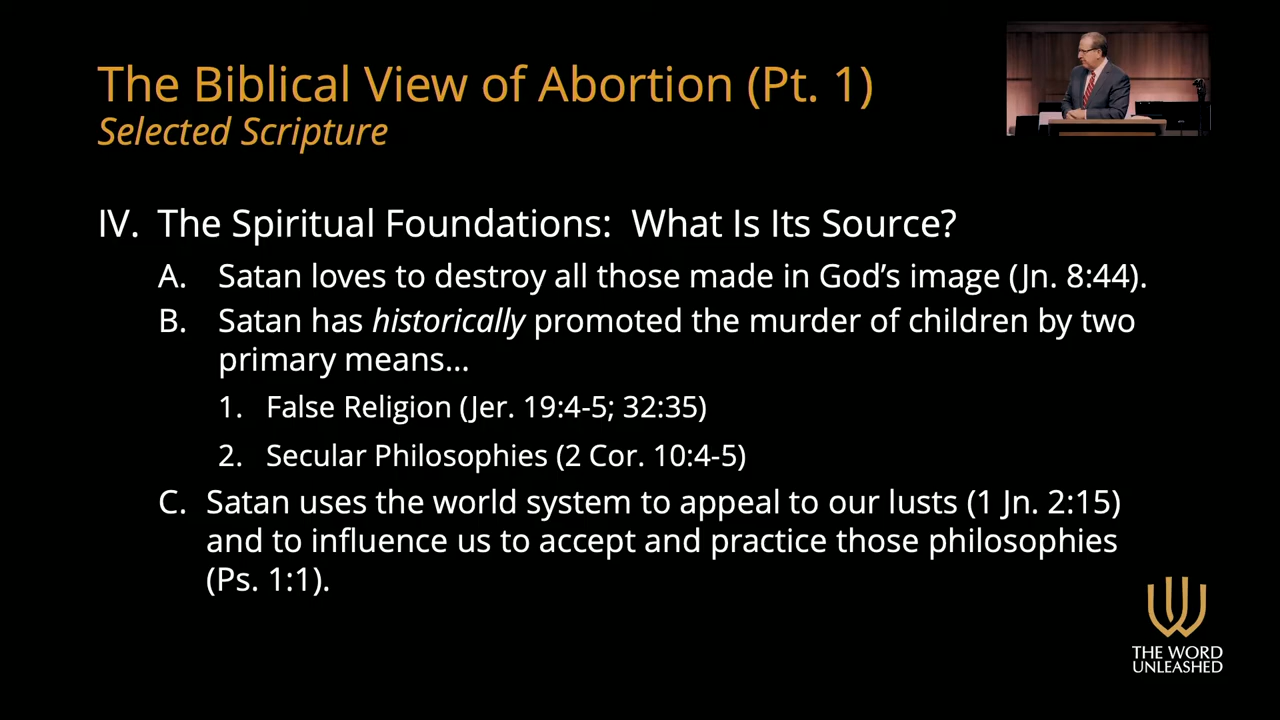 The Biblical View of Abortion (Pt. 1)
Selected Scripture
IV. The Spiritual Foundations: What Is Its Source?
A. Satan loves to destroy all those made in God’s image (Jn. 8:44).
B. Satan has historically promoted the murder of children by two
primary means...
1. False Religion (Jer. 19:4-5; 32:35)
2. Secular Philosophies (2 Cor. 10:4-5)
C. Satan uses the world system to appeal to our lusts (1 Jn. 2:15)
and to influence us to accept and practice those philosophies
(Ps. 1:1).
THE WORD
UNLEASHED